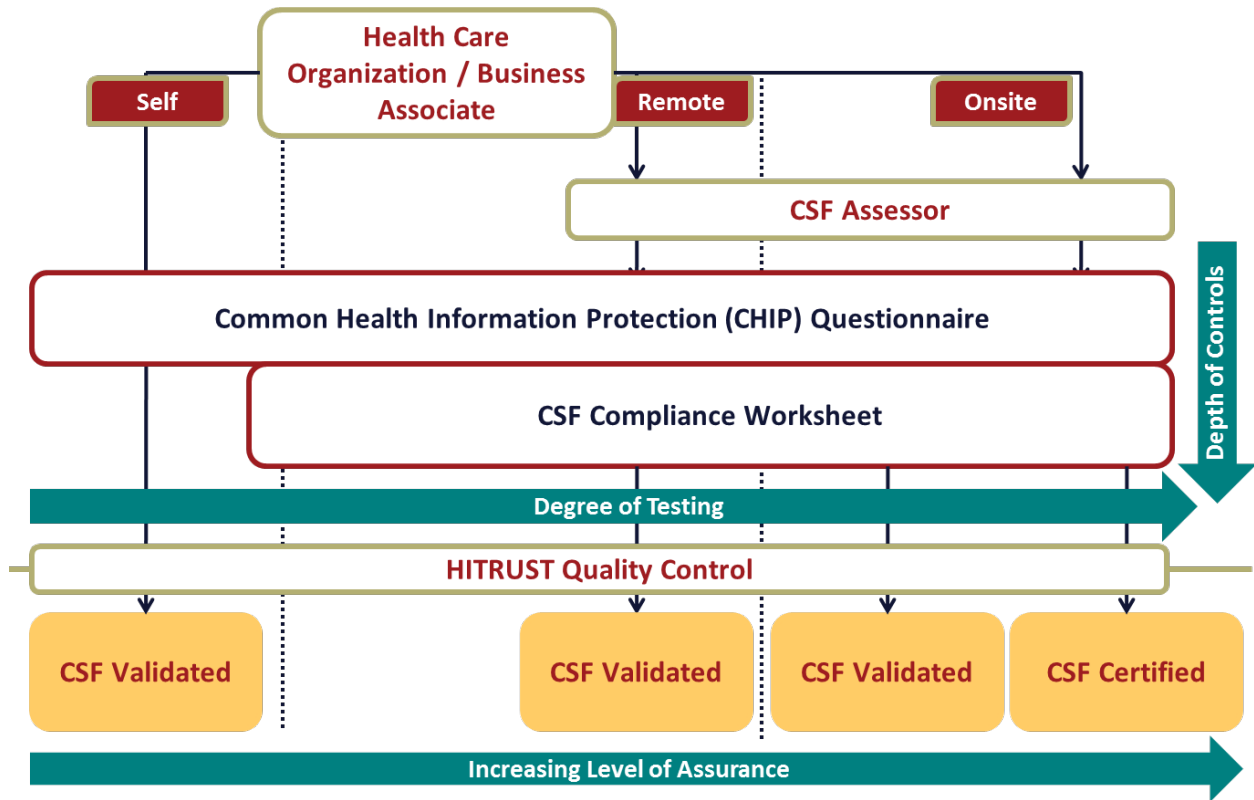 Health Care
Organization / Business
Associate
Self
Remote
Onsite
CSF Assessor
Common Health Information Protection (CHIP) Questionnaire
CSF Compliance Worksheet
Depth of Controls
Degree of Testing
HITRUST Quality Control
CSF Validated
CSF Validated
CSF Validated
CSF Certified
Increasing Level of Assurance